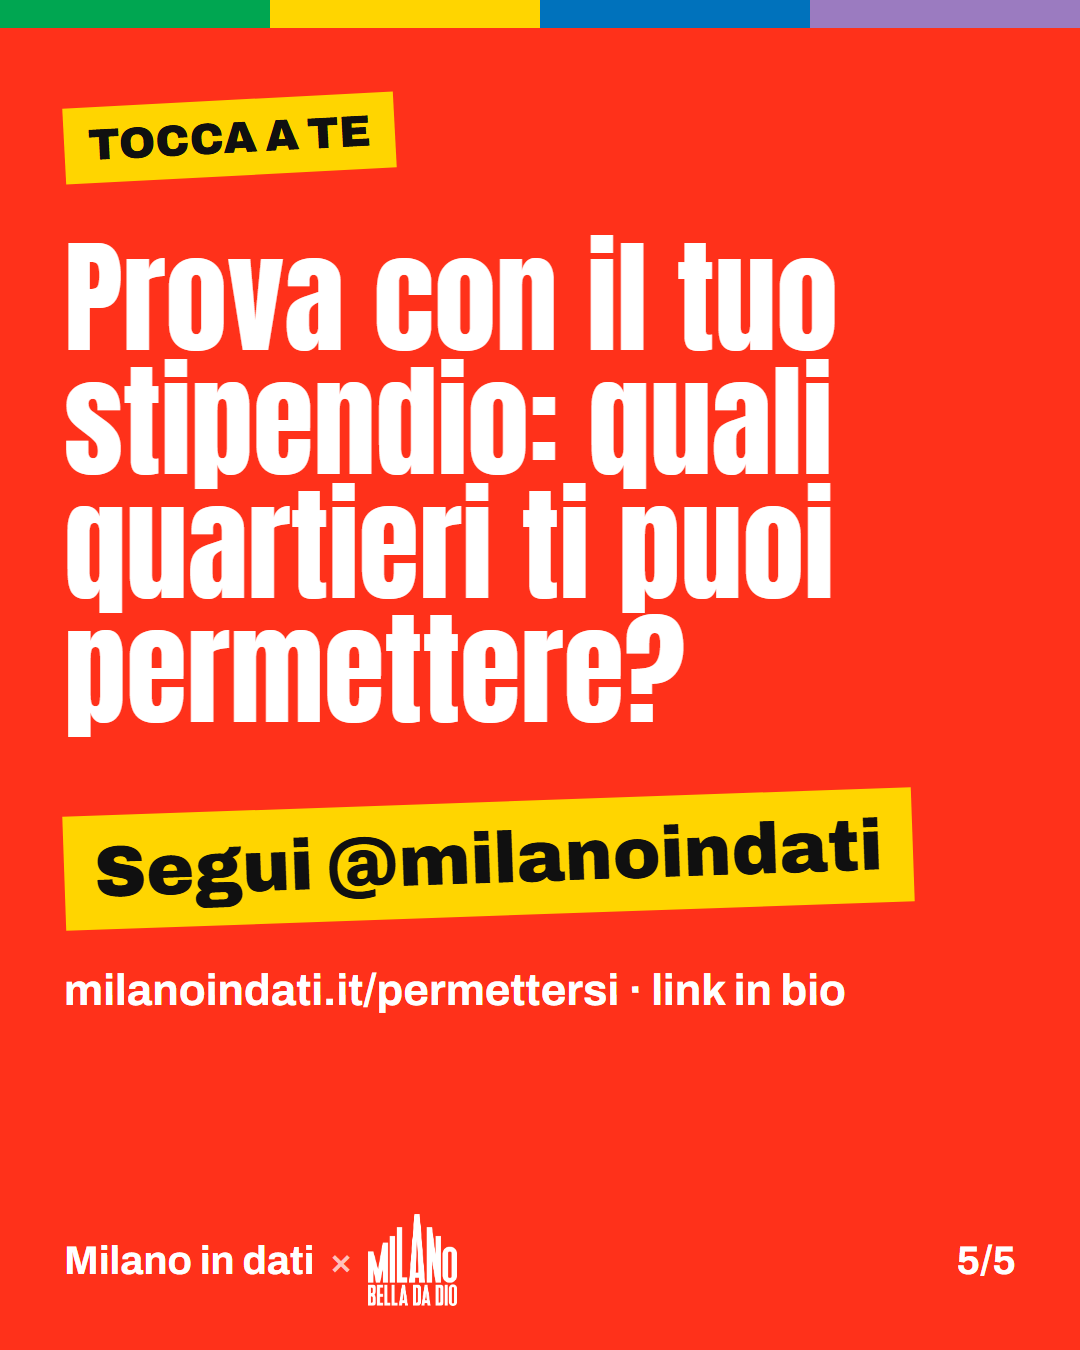 TOCCA A TE
Prova con il tuo
stipendio: quali
quartieri ti puoi
permettere?
Segui @milanoindati
milanoindati.it/permettersi · link in bio
Milano in dati × MILANO
BELLA DA DIO
5/5